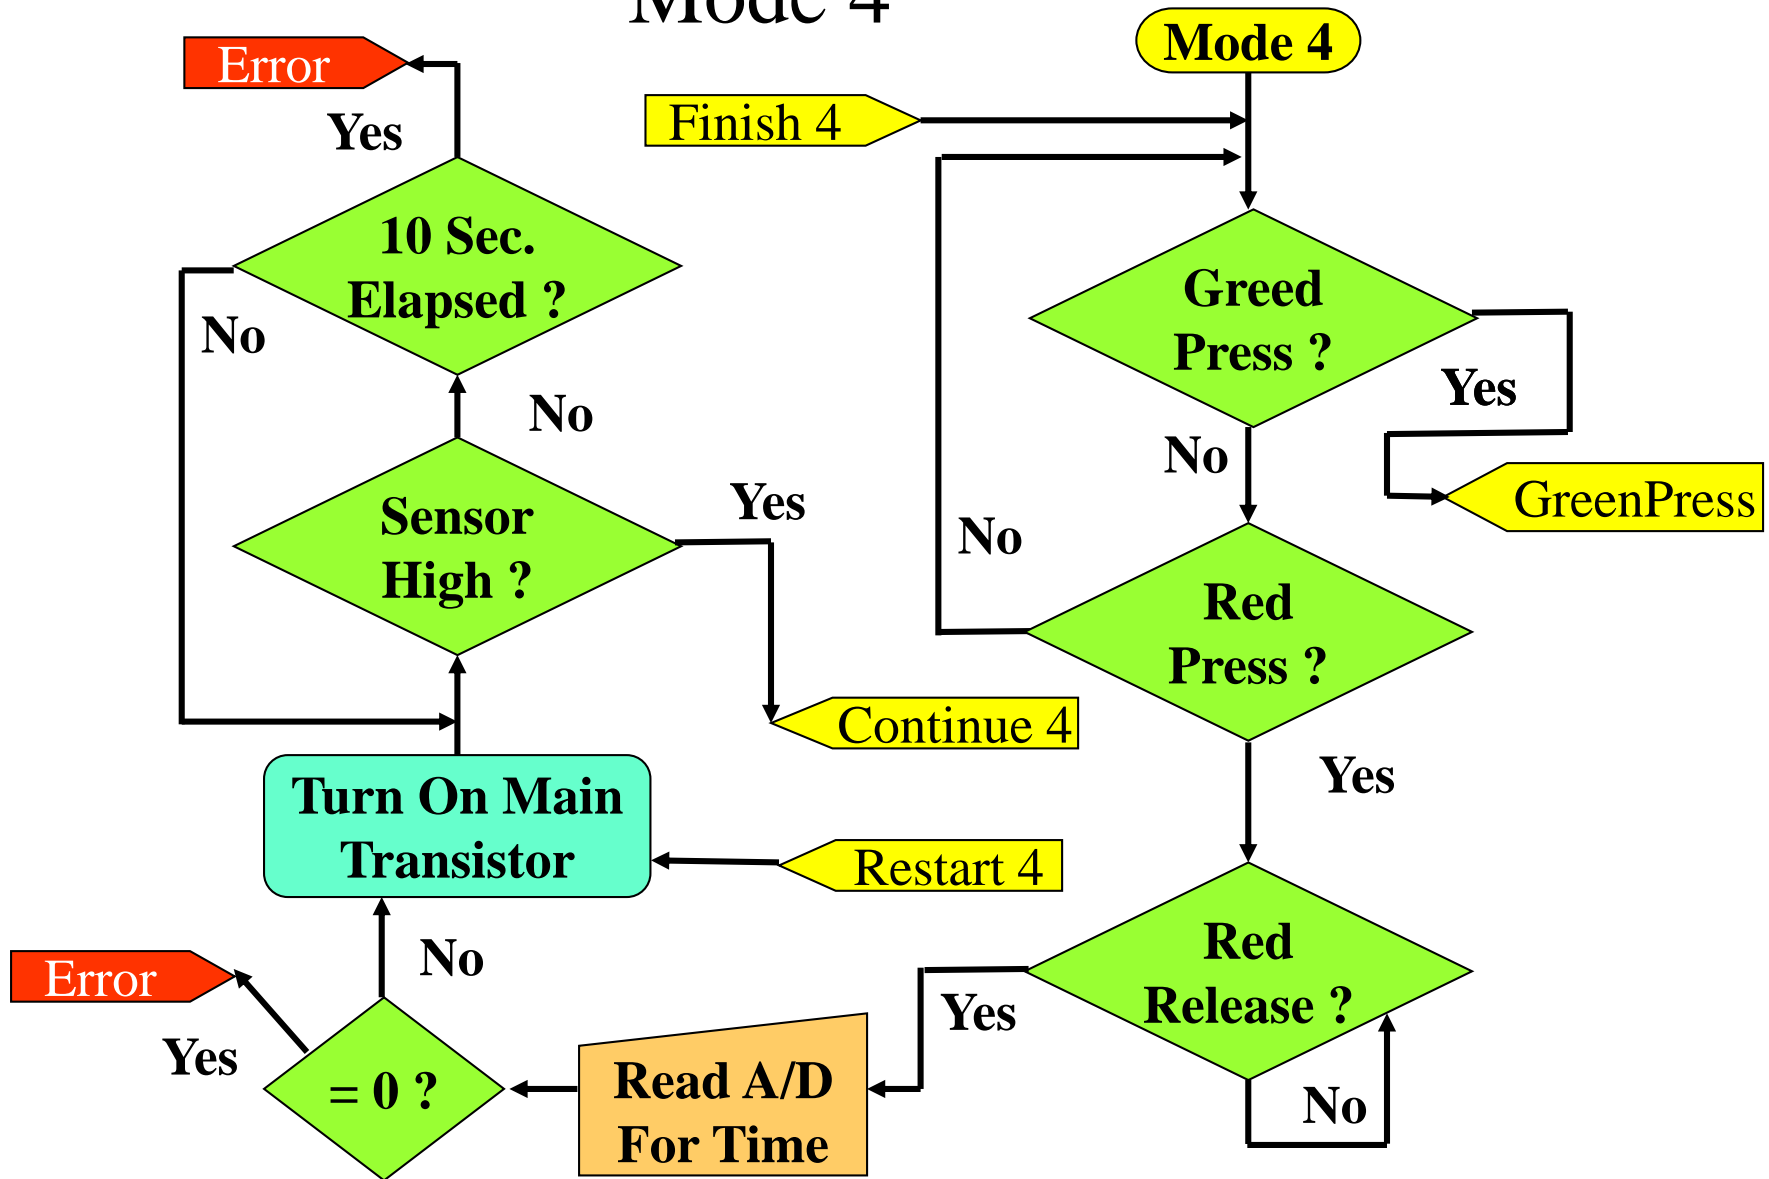 Mode 4
Mode 4
Finish 4
Greed
Press ?
Yes
GreenPress
No
Red
Press ?
No
Yes
Red
Release ?
No
Yes
Read A/D
For Time
= 0 ?
Yes
Error
No
Turn On Main
Transistor
Restart 4
Sensor
High ?
Yes
Continue 4
No
10 Sec.
Elapsed ?
No
Yes
Error